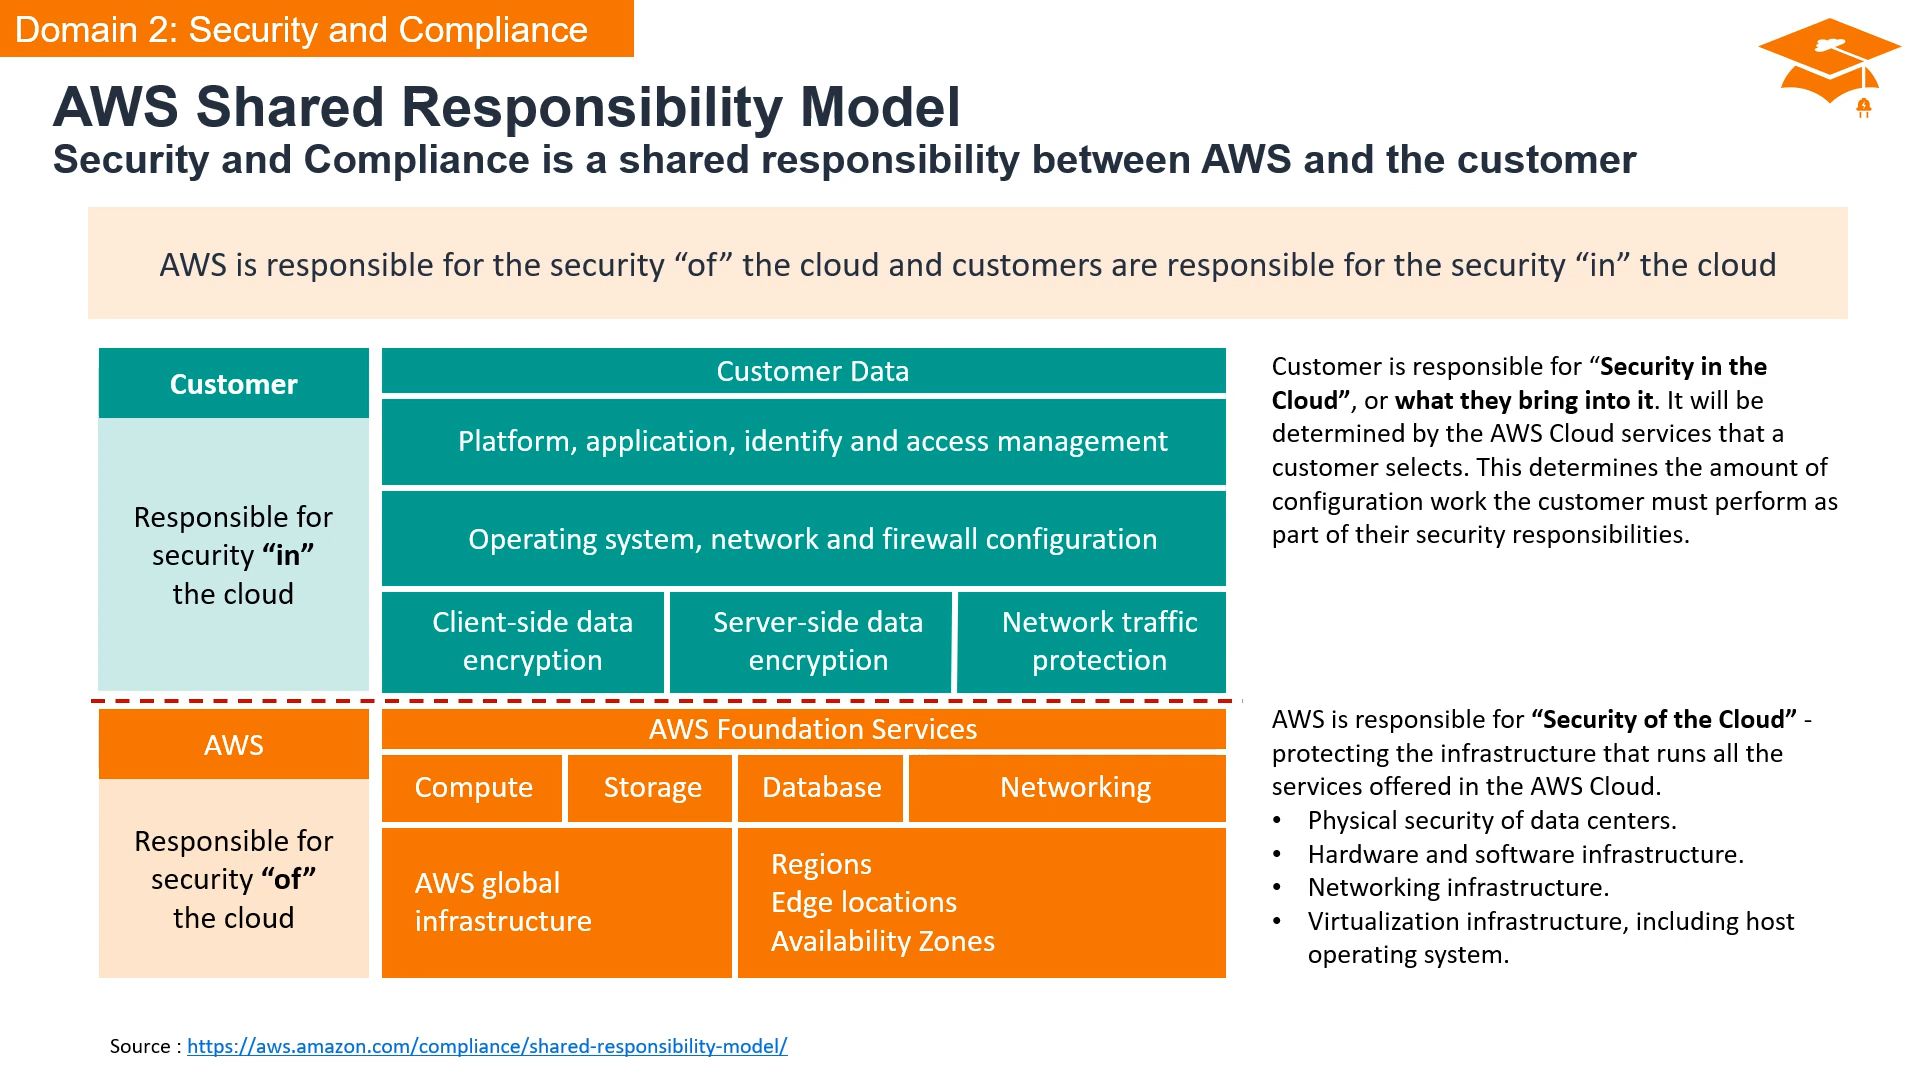 Domain 2: Security and Compliance
AWS Shared Responsibility Model
Security and Compliance is a shared responsibility between AWS and the customer
AWS is responsible for the security “of” the cloud and customers are responsible for the security “in” the cloud
Customer
Responsible for
security “in”
the cloud
Customer Data
Platform, application, identify and access management
Operating system, network and firewall configuration
Client-side data
encryption
Server-side data
encryption
Network traffic
protection
Customer is responsible for “Security in the
Cloud”, or what they bring into it. It will be
determined by the AWS Cloud services that a
customer selects. This determines the amount of
configuration work the customer must perform as
part of their security responsibilities.
AWS
Responsible for
security “of”
the cloud
AWS Foundation Services
Compute
Storage
Database
Networking
AWS global
infrastructure
Regions
Edge locations
Availability Zones
AWS is responsible for “Security of the Cloud” -
protecting the infrastructure that runs all the
services offered in the AWS Cloud.
• Physical security of data centers.
• Hardware and software infrastructure.
• Networking infrastructure.
• Virtualization infrastructure, including host
operating system.
Source : https://aws.amazon.com/compliance/shared-responsibility-model/